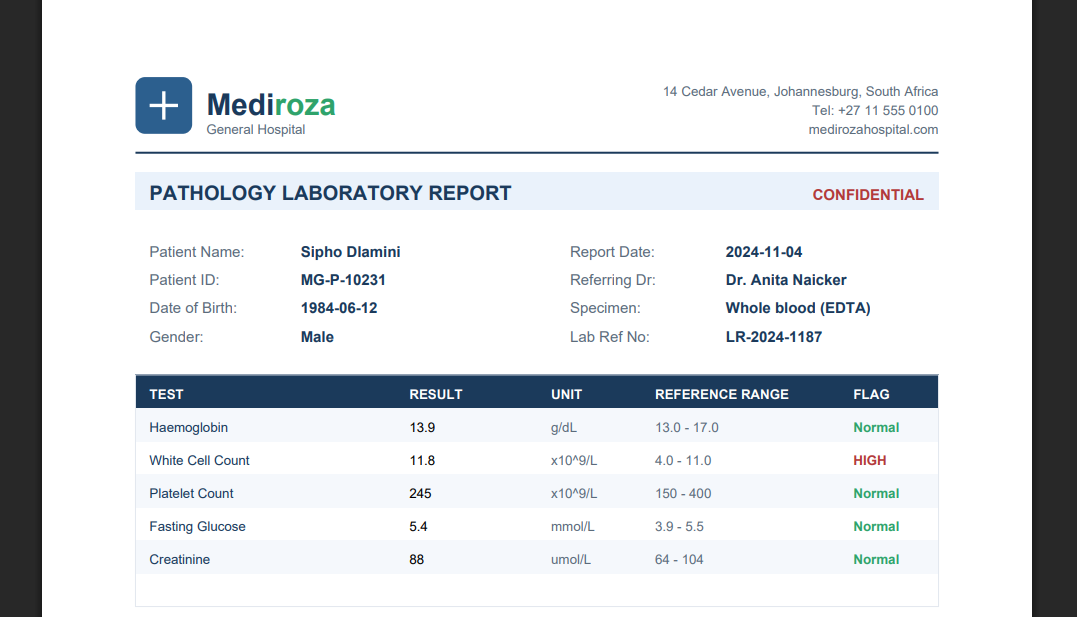 Mediroza
General Hospital
14 Cedar Avenue, Johannesburg, South Africa
Tel: +27 11 555 0100
medirozahospital.com
PATHOLOGY LABORATORY REPORT CONFIDENTIAL
Patient Name: Sipho Dlamini Report Date: 2024-11-04
Patient ID: MG-P-10231 Referring Dr: Dr. Anita Naicker
Date of Birth: 1984-06-12 Specimen: Whole blood (EDTA)
Gender: Male Lab Ref No: LR-2024-1187
TEST RESULT UNIT REFERENCE RANGE FLAG
Haemoglobin 13.9 g/dL 13.0 - 17.0 Normal
White Cell Count 11.8 x10^9/L 4.0 - 11.0 HIGH
Platelet Count 245 x10^9/L 150 - 400 Normal
Fasting Glucose 5.4 mmol/L 3.9 - 5.5 Normal
Creatinine 88 umol/L 64 - 104 Normal